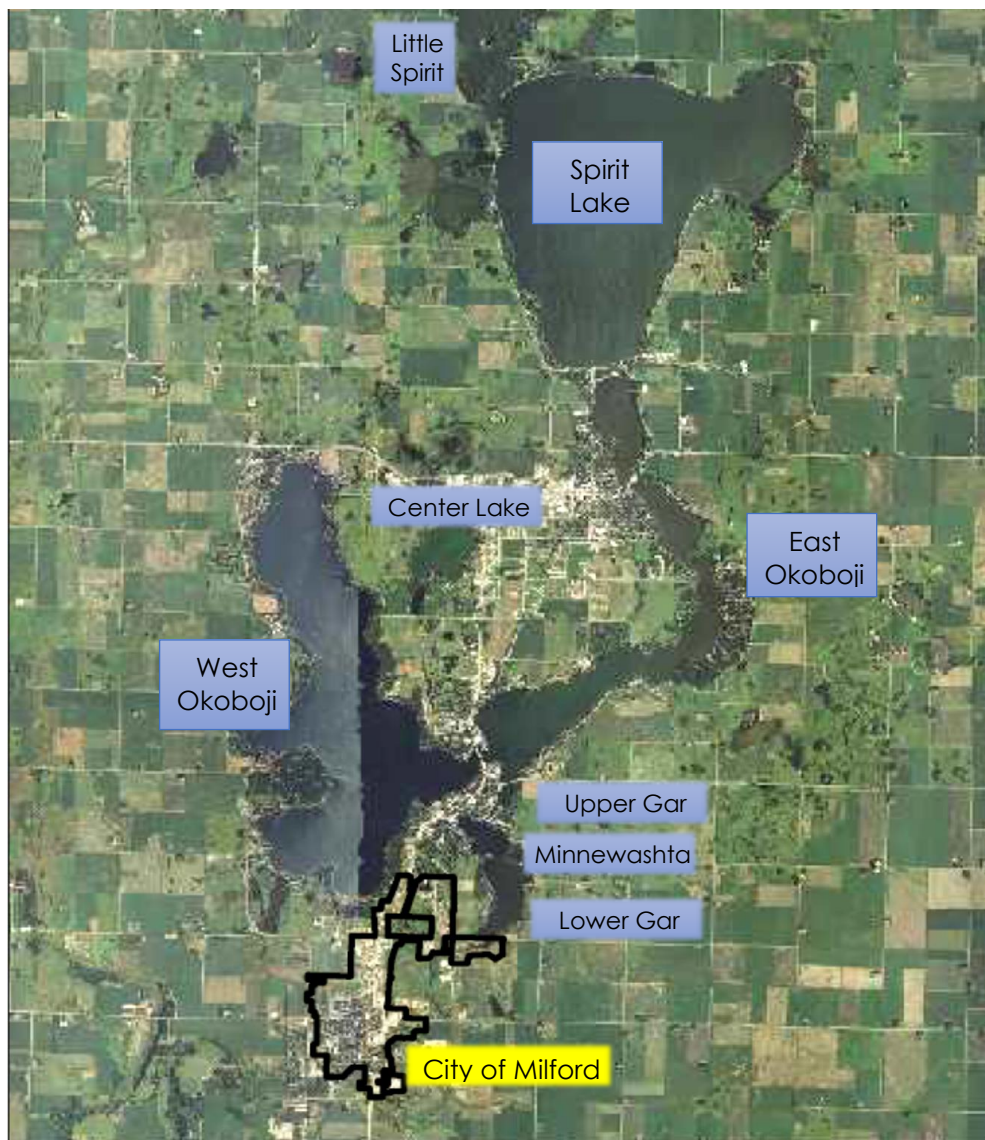 Little
Spirit
Spirit
Lake
Center Lake
East
Okoboji
West
Okoboji
Upper Gar
Minnewashta
Lower Gar
City of Milford